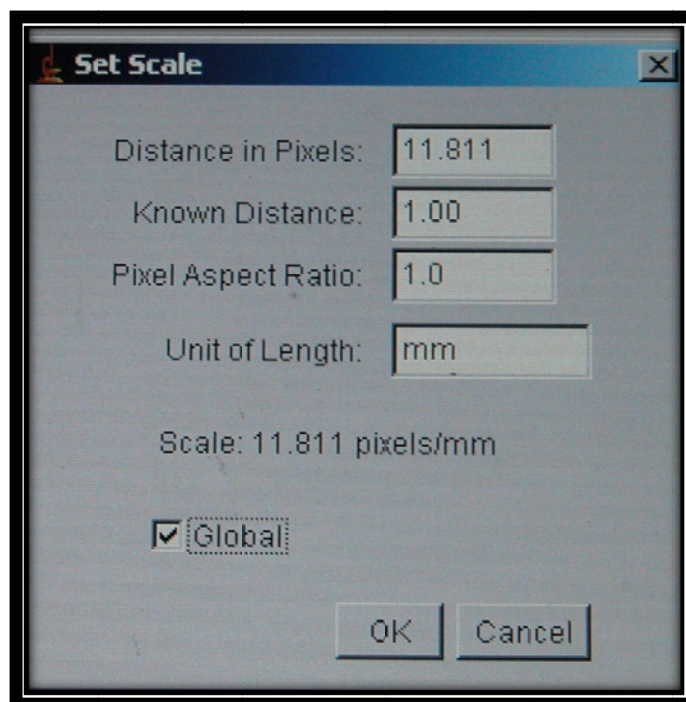 Set Scale
Distance in Pixels: 11.811
Known Distance: 1.00
Pixel Aspect Ratio: 1.0
Unit of Length: mm
Scale: 11.811 pixels/mm
Global
OK Cancel